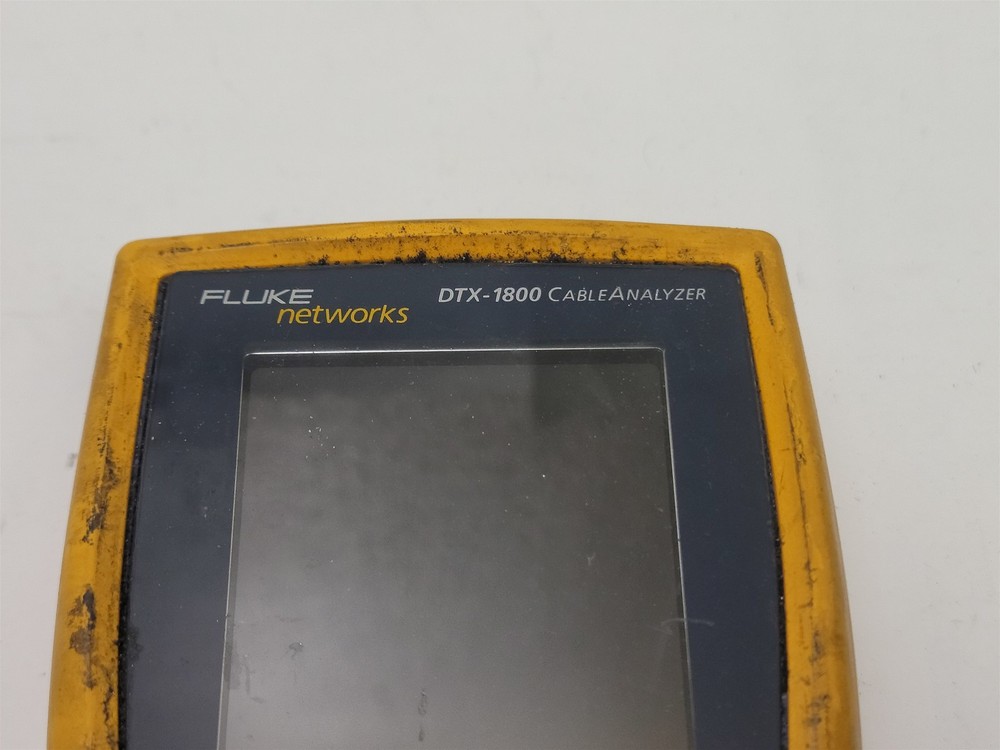 FLUKE
networks
DTX-1800 CABLEANALYZER